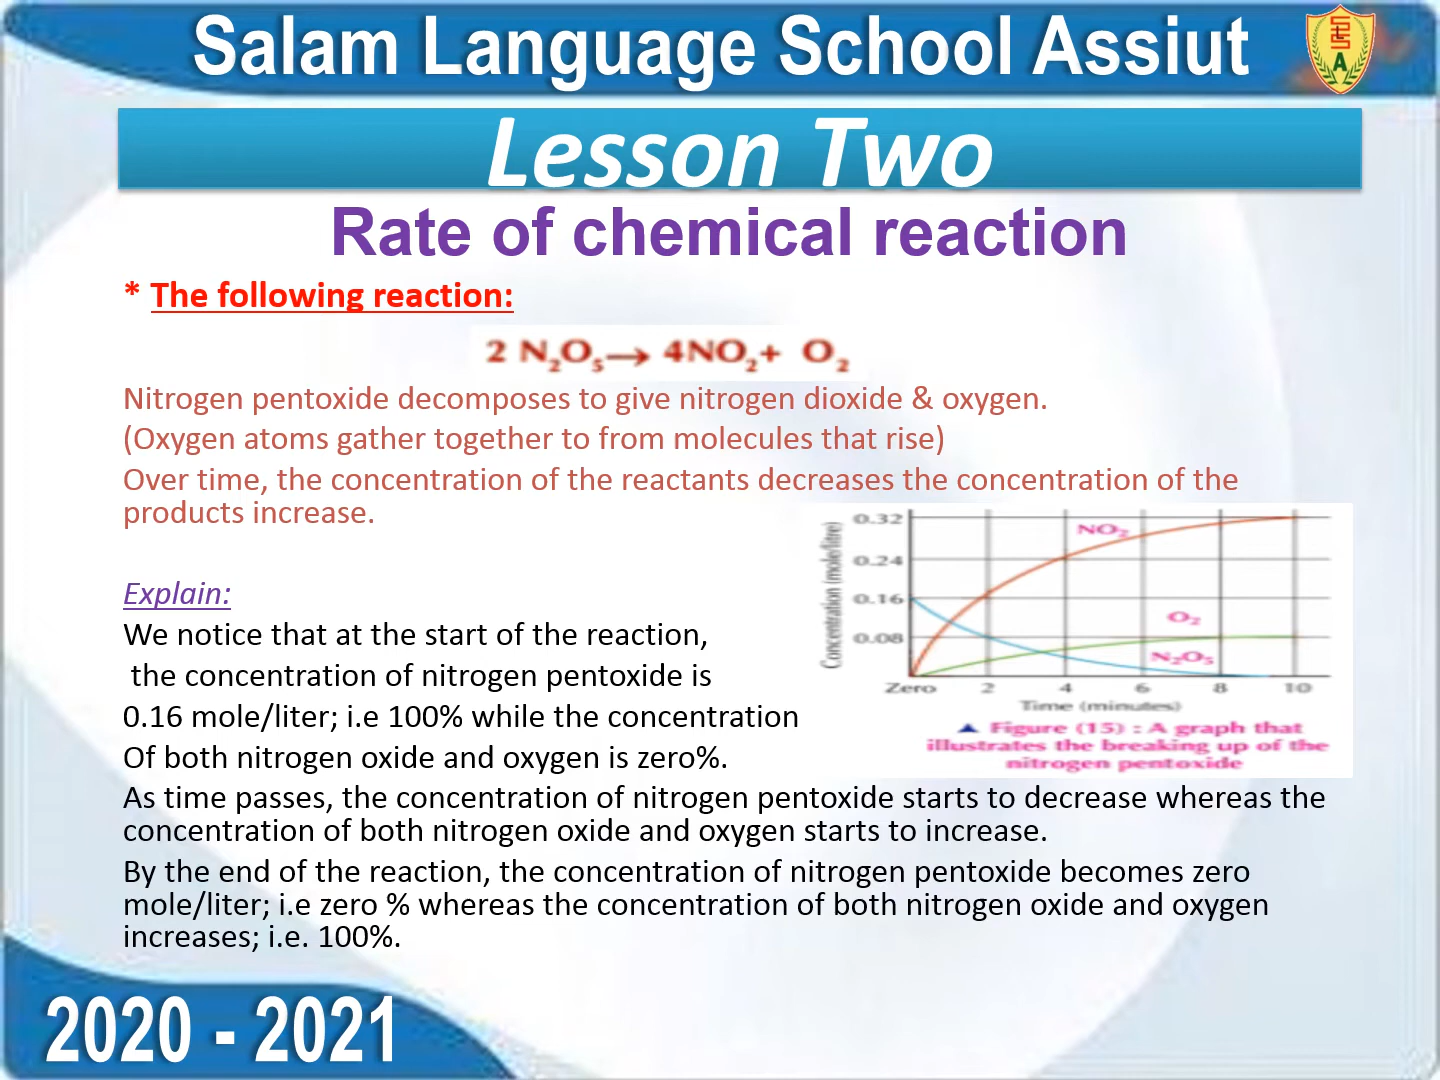 Salam Language School Assiut
Lesson Two
Rate of chemical reaction
* The following reaction:
2 N₂O₅→ 4NO₂+ O₂
Nitrogen pentoxide decomposes to give nitrogen dioxide & oxygen.
(Oxygen atoms gather together to from molecules that rise)
Over time, the concentration of the reactants decreases the concentration of the
products increase.
Explain:
We notice that at the start of the reaction,
the concentration of nitrogen pentoxide is
0.16 mole/liter; i.e 100% while the concentration
Of both nitrogen oxide and oxygen is zero%.
Concentration (mole/litre)
0.32
0.24
0.16
0.08
NO₂
O₂
N₂O₅
Zero 2 4 6 8 10
Time (minutes)
▲ Figure (15) : A graph that
illustrates the breaking up of the
nitrogen pentoxide
As time passes, the concentration of nitrogen pentoxide starts to decrease whereas the
concentration of both nitrogen oxide and oxygen starts to increase.
By the end of the reaction, the concentration of nitrogen pentoxide becomes zero
mole/liter; i.e zero % whereas the concentration of both nitrogen oxide and oxygen
increases; i.e. 100%.
2020 - 2021